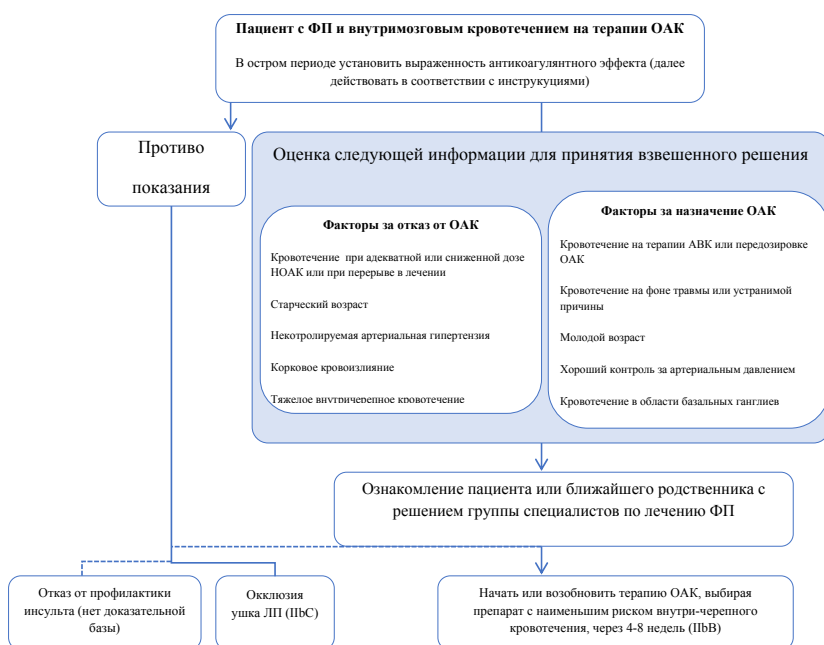 Пациент с ФП и внутримозговым кровотечением на терапии ОАК
В остром периоде установить выраженность антикоагулянтного эффекта (далее
действовать в соответствии с инструкуциями)
Противо
показания
Оценка следующей информации для принятия взвешенного решения
Факторы за отказ от ОАК
Кровотечение при адекватной или сниженной дозе
НОАК или при перерыве в лечении
Старческий возраст
Некотролируемая артериальная гипертензия
Корковое кровоизлияние
Тяжелое внутричерепное кровотечение
Факторы за назначение ОАК
Кровотечение на терапии АВК или передозировке
ОАК
Кровотечение на фоне травмы или устранимой
причины
Молодой возраст
Хороший контроль за артериальным давлением
Кровотечение в области базальных ганглиев
Ознакомление пациента или ближайшего родственника с
решением группы специалистов по лечению ФП
Отказ от профилактики
инсульта (нет доказательной
базы)
Окклюзия
ушка ЛП (IIbC)
Начать или возобновить терапию ОАК, выбирая
препарат с наименьшим риском внутри-черепного
кровотечения, через 4-8 недель (IIbB)